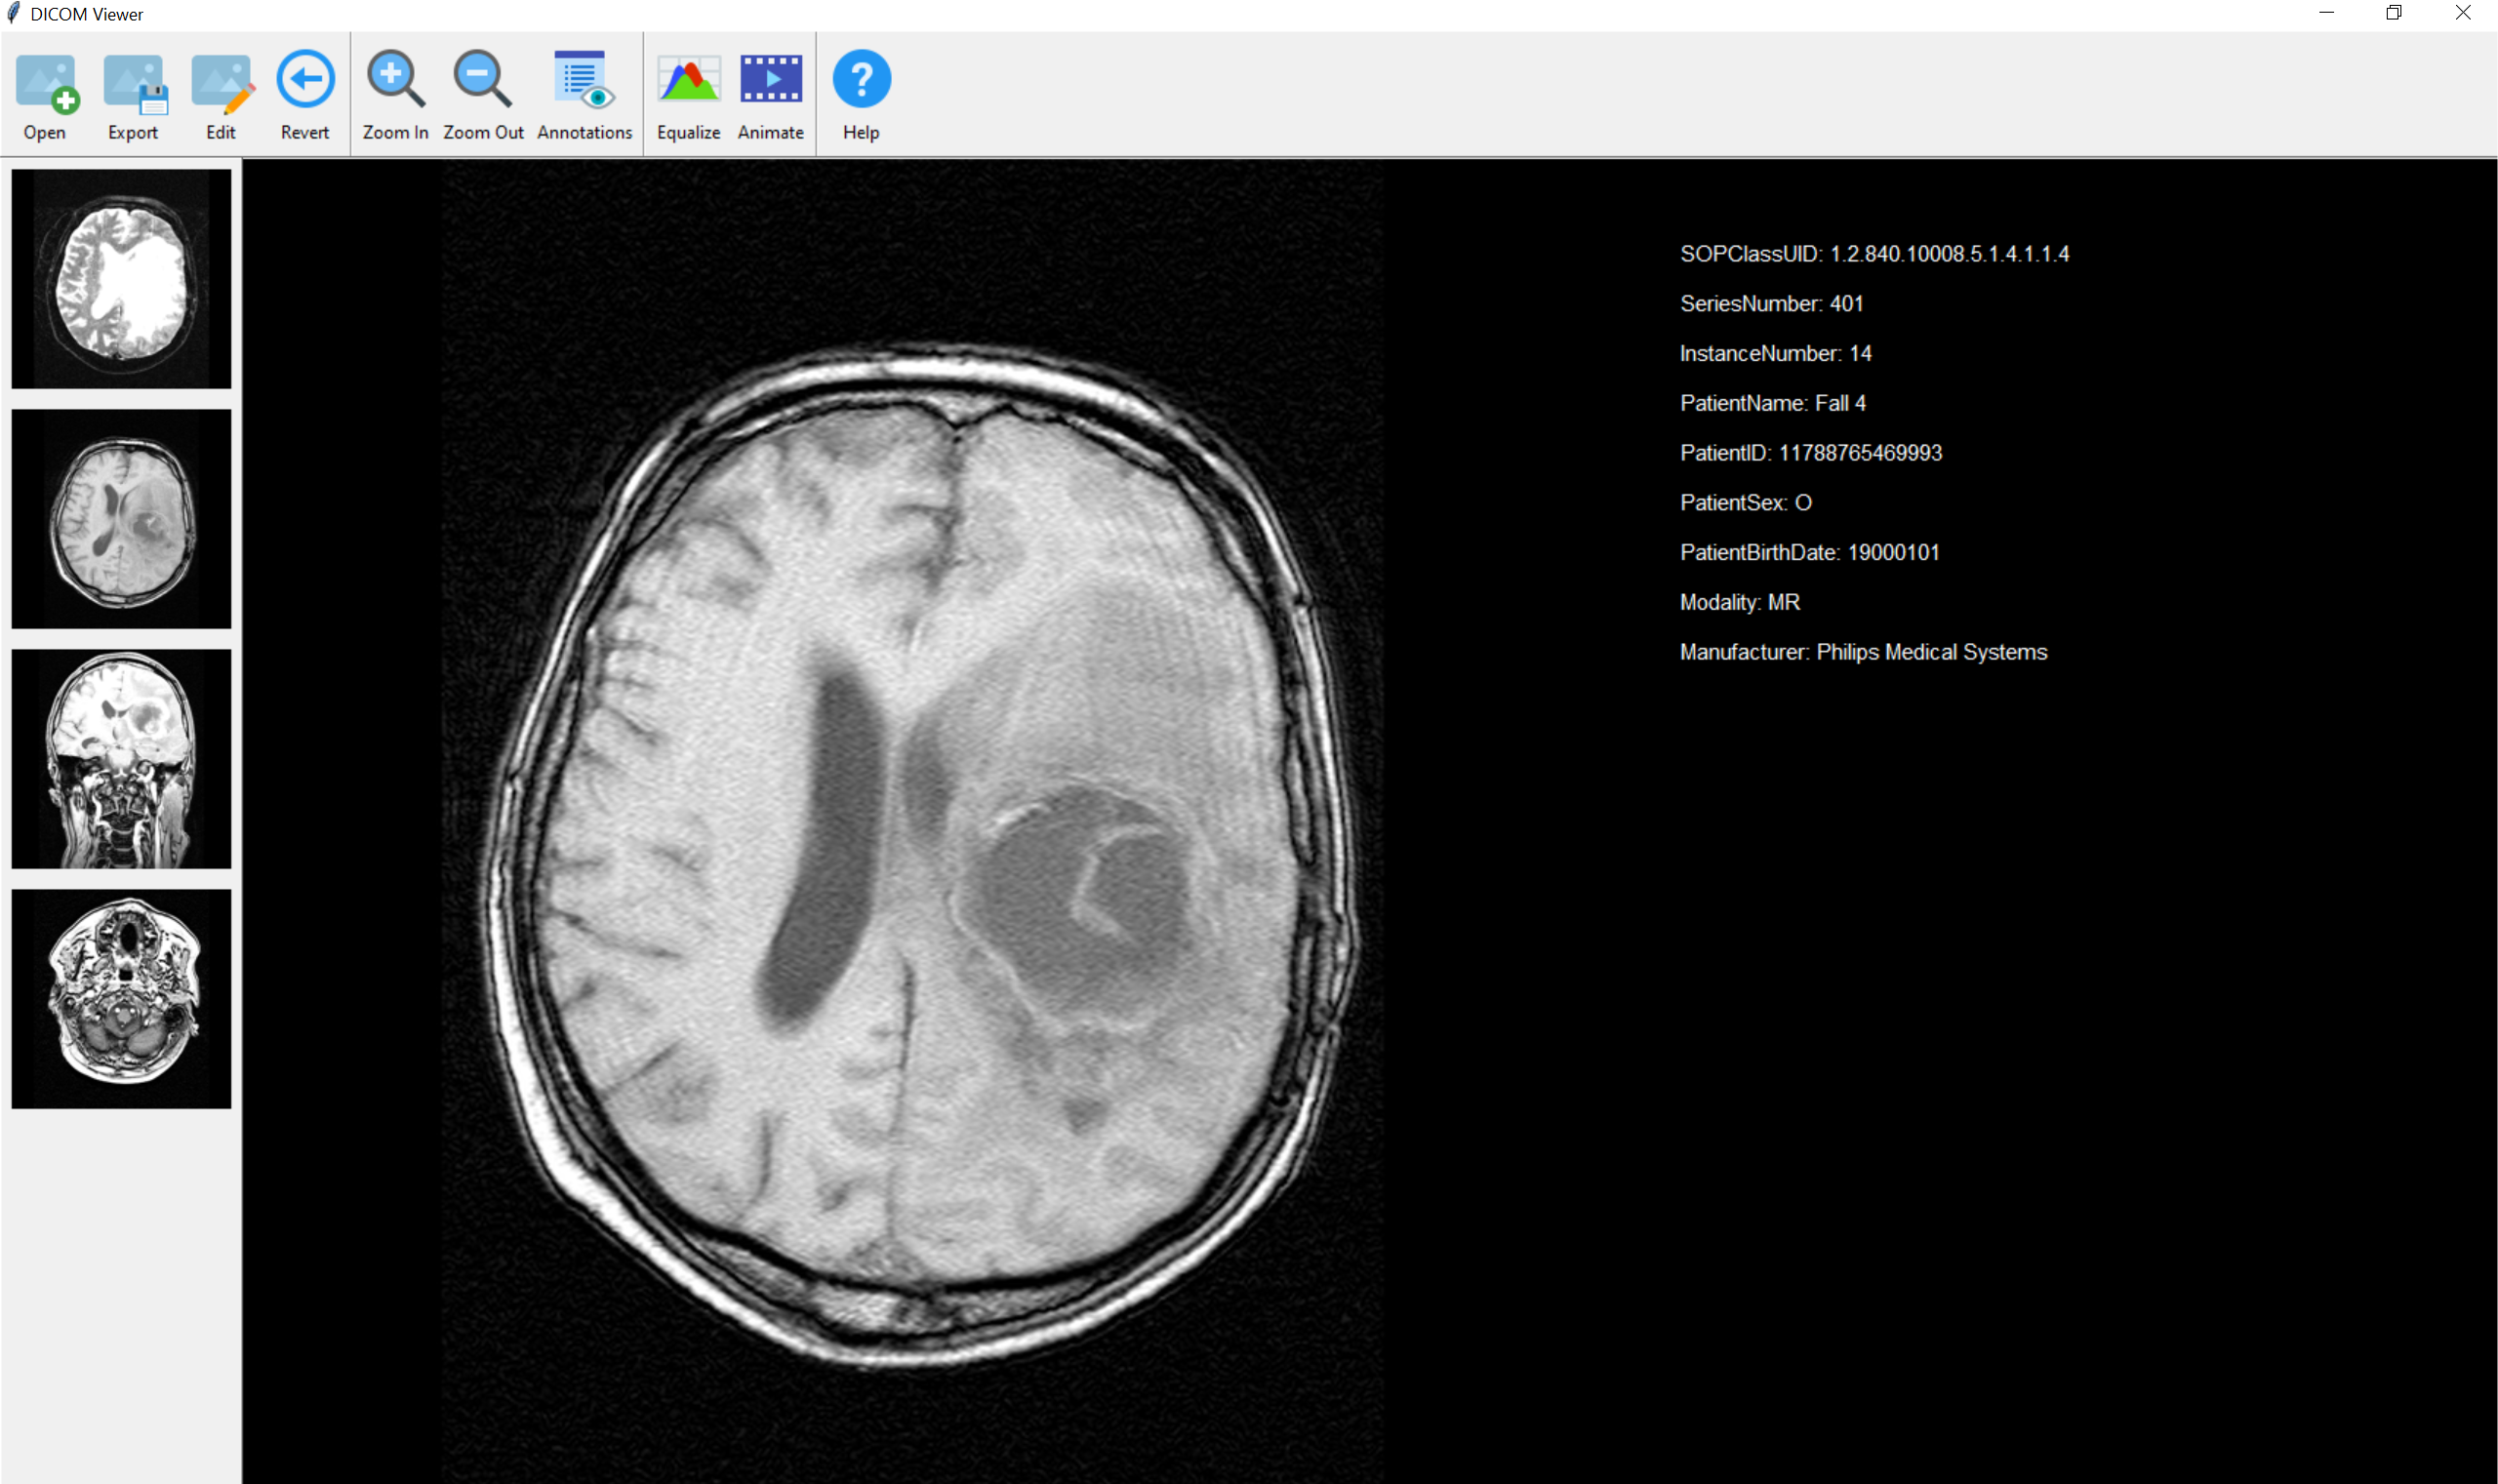 DICOM Viewer
Open Export Edit Revert Zoom In Zoom Out Annotations Equalize Animate Help
SOPClassUID: 1.2.840.10008.5.1.4.1.1.4
SeriesNumber: 401
InstanceNumber: 14
PatientName: Fall 4
PatientID: 11788765469993
PatientSex: O
PatientBirthDate: 19000101
Modality: MR
Manufacturer: Philips Medical Systems